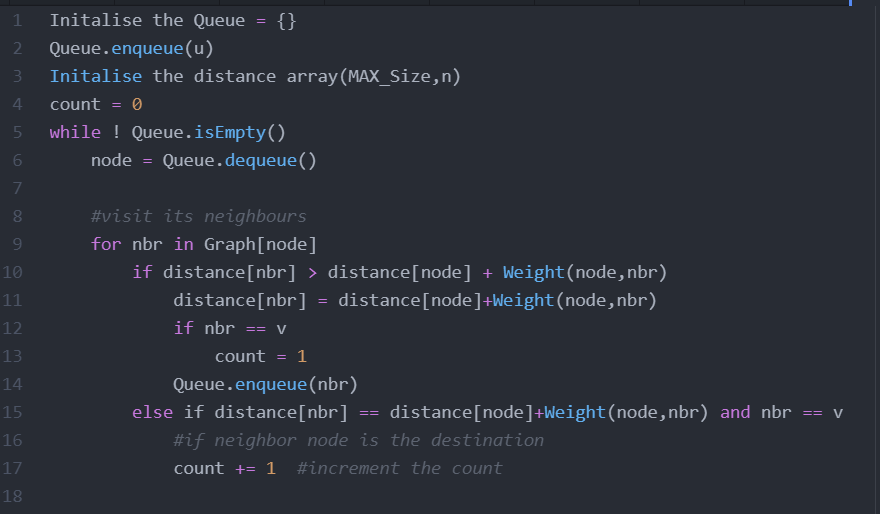 1 Initalise the Queue = {}
2 Queue.enqueue(u)
3 Initalise the distance array(MAX_Size,n)
4 count = 0
5 while ! Queue.isEmpty()
6     node = Queue.dequeue()
7
8     #visit its neighbours
9     for nbr in Graph[node]
10         if distance[nbr] > distance[node] + Weight(node,nbr)
11             distance[nbr] = distance[node]+Weight(node,nbr)
12             if nbr == v
13                 count = 1
14             Queue.enqueue(nbr)
15         else if distance[nbr] == distance[node]+Weight(node,nbr) and nbr == v
16             #if neighbor node is the destination
17             count += 1  #increment the count
18